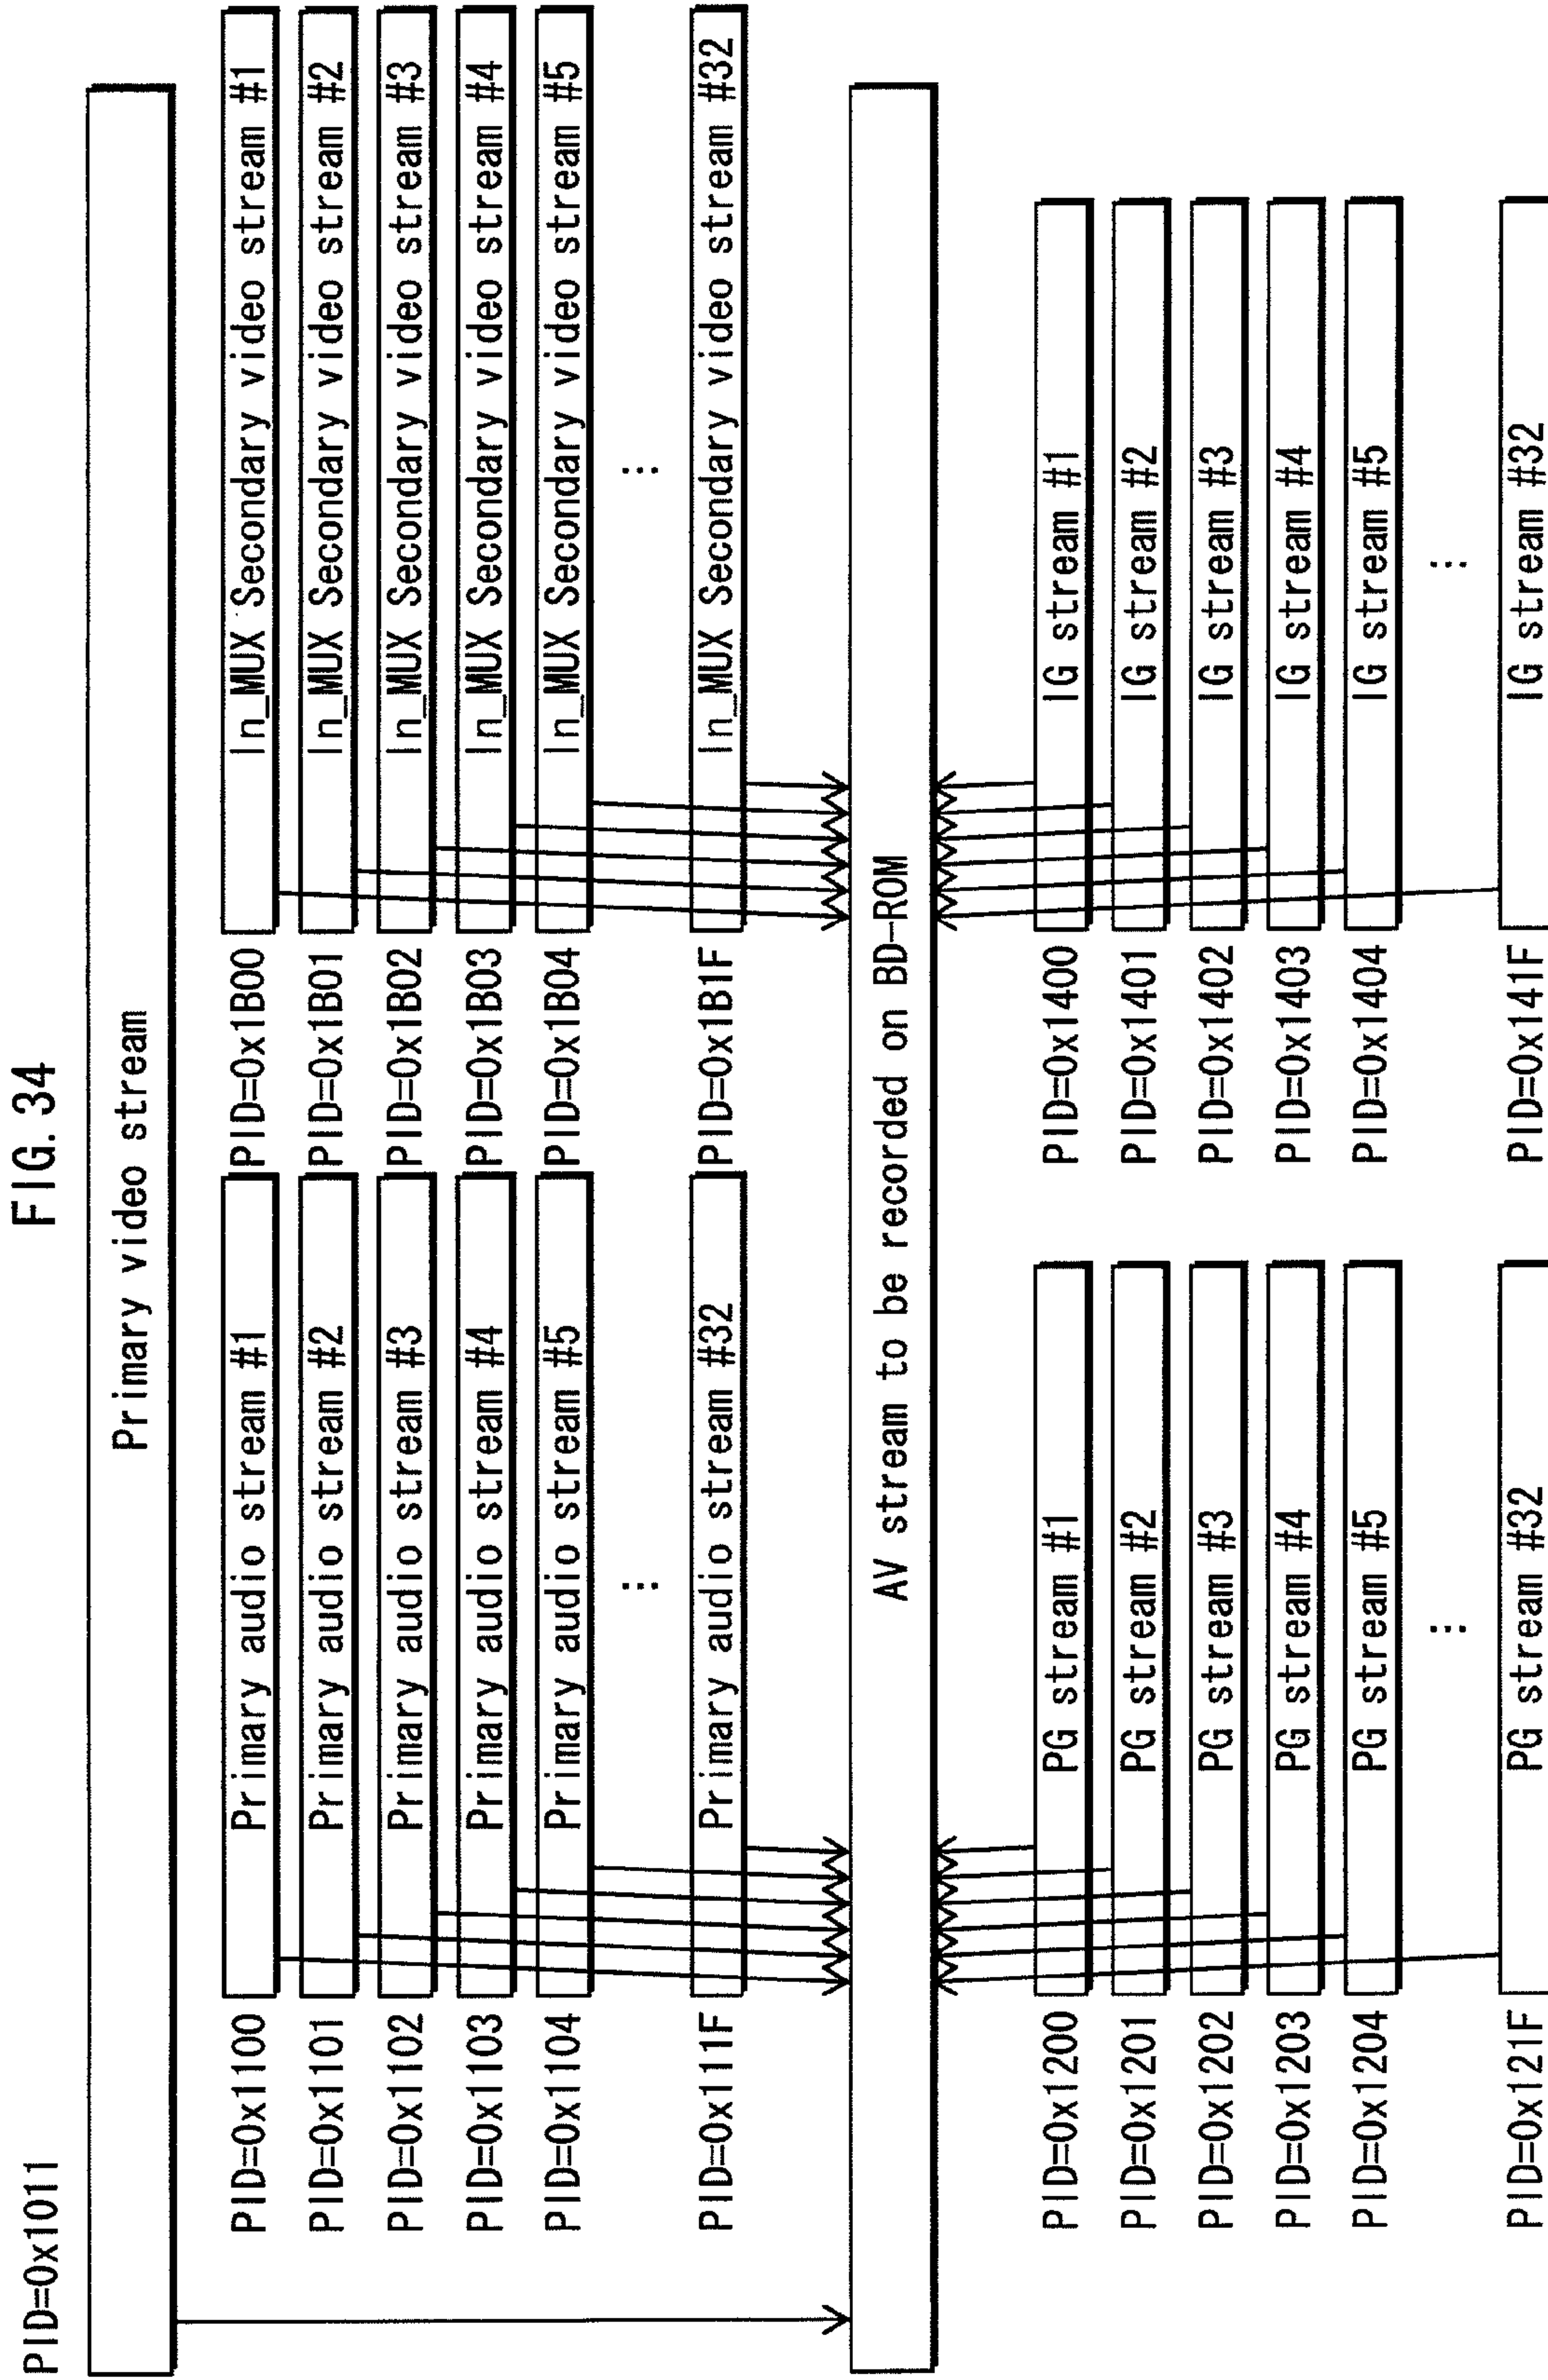 FIG. 34
PID=0x1011
Primary video stream
PID=0x1100
Primary audio stream #1
PID=0x1101
Primary audio stream #2
PID=0x1102
Primary audio stream #3
PID=0x1103
Primary audio stream #4
PID=0x1104
Primary audio stream #5
...
PID=0x111F
Primary audio stream #32
PID=0x1B00
In_MUX Secondary video stream #1
PID=0x1B01
In_MUX Secondary video stream #2
PID=0x1B02
In_MUX Secondary video stream #3
PID=0x1B03
In_MUX Secondary video stream #4
PID=0x1B04
In_MUX Secondary video stream #5
...
PID=0x1B1F
In_MUX Secondary video stream #32
AV stream to be recorded on BD-ROM
PID=0x1200
PG stream #1
PID=0x1201
PG stream #2
PID=0x1202
PG stream #3
PID=0x1203
PG stream #4
PID=0x1204
PG stream #5
...
PID=0x121F
PG stream #32
PID=0x1400
IG stream #1
PID=0x1401
IG stream #2
PID=0x1402
IG stream #3
PID=0x1403
IG stream #4
PID=0x1404
IG stream #5
...
PID=0x141F
IG stream #32